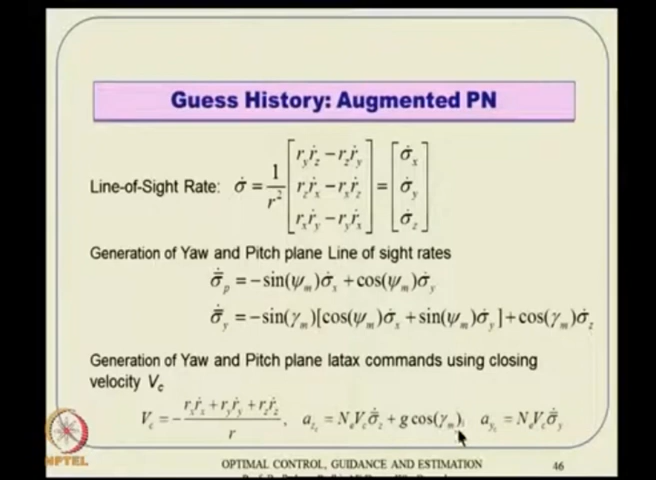 Guess History: Augmented PN
Line-of-Sight Rate: σ̇ = 1/r² [r_y ṙ_z − r_z ṙ_y ; r_z ṙ_x − r_x ṙ_z ; r_x ṙ_y − r_y ṙ_x] = [σ̇_x ; σ̇_y ; σ̇_z]
Generation of Yaw and Pitch plane Line of sight rates
σ̄̇_p = −sin(ψ_m)σ̇_x + cos(ψ_m)σ̇_y
σ̄̇_y = −sin(γ_m)[cos(ψ_m)σ̇_x + sin(ψ_m)σ̇_y] + cos(γ_m)σ̇_z
Generation of Yaw and Pitch plane latax commands using closing
velocity V_c
V_c = − (r_x ṙ_x + r_y ṙ_y + r_z ṙ_z) / r, a_{z_c} = N_e V_c σ̄̇_z + g cos(γ_m), a_{y_c} = N_e V_c σ̄̇_y
NPTEL
OPTIMAL CONTROL, GUIDANCE AND ESTIMATION 46